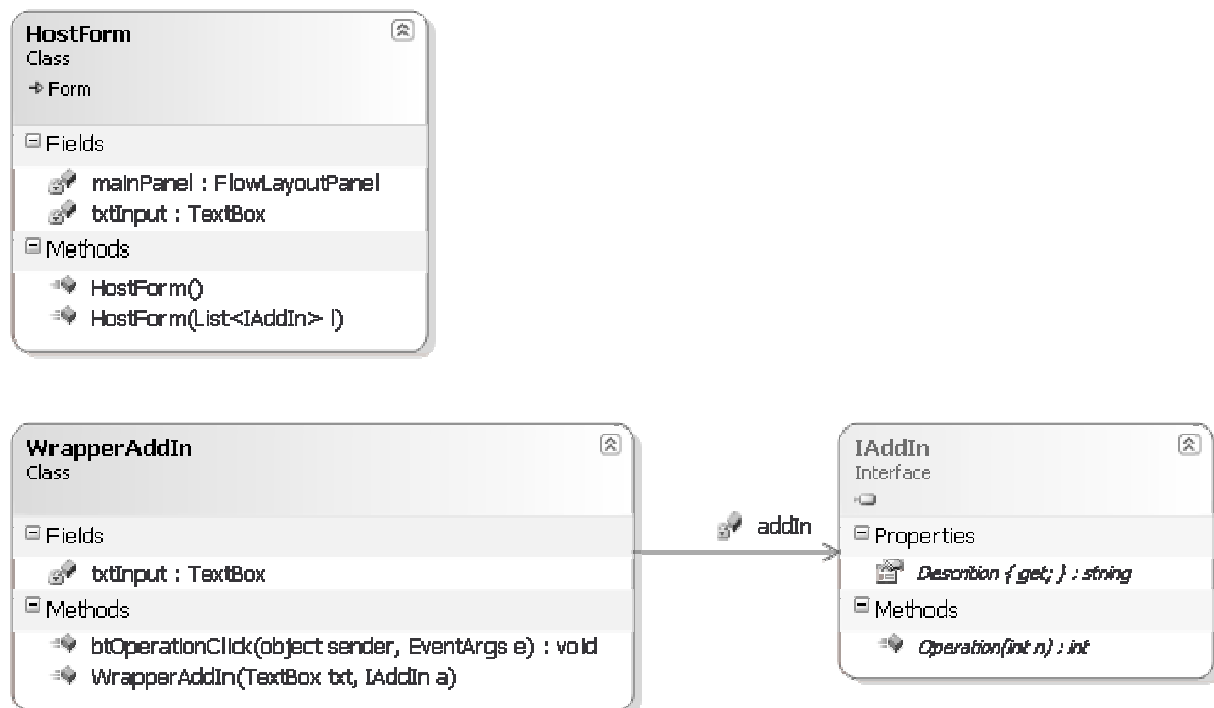 HostForm
Class
Form
Fields
mainPanel : FlowLayoutPanel
txtInput : TextBox
Methods
HostForm()
HostForm(List<IAddIn> l)
WrapperAddIn
Class
Fields
txtInput : TextBox
Methods
btOperationClick(object sender, EventArgs e) : void
WrapperAddIn(TextBox txt, IAddIn a)
addIn
IAddIn
Interface
Properties
Descrition { get; } : string
Methods
Operation(int n) : int